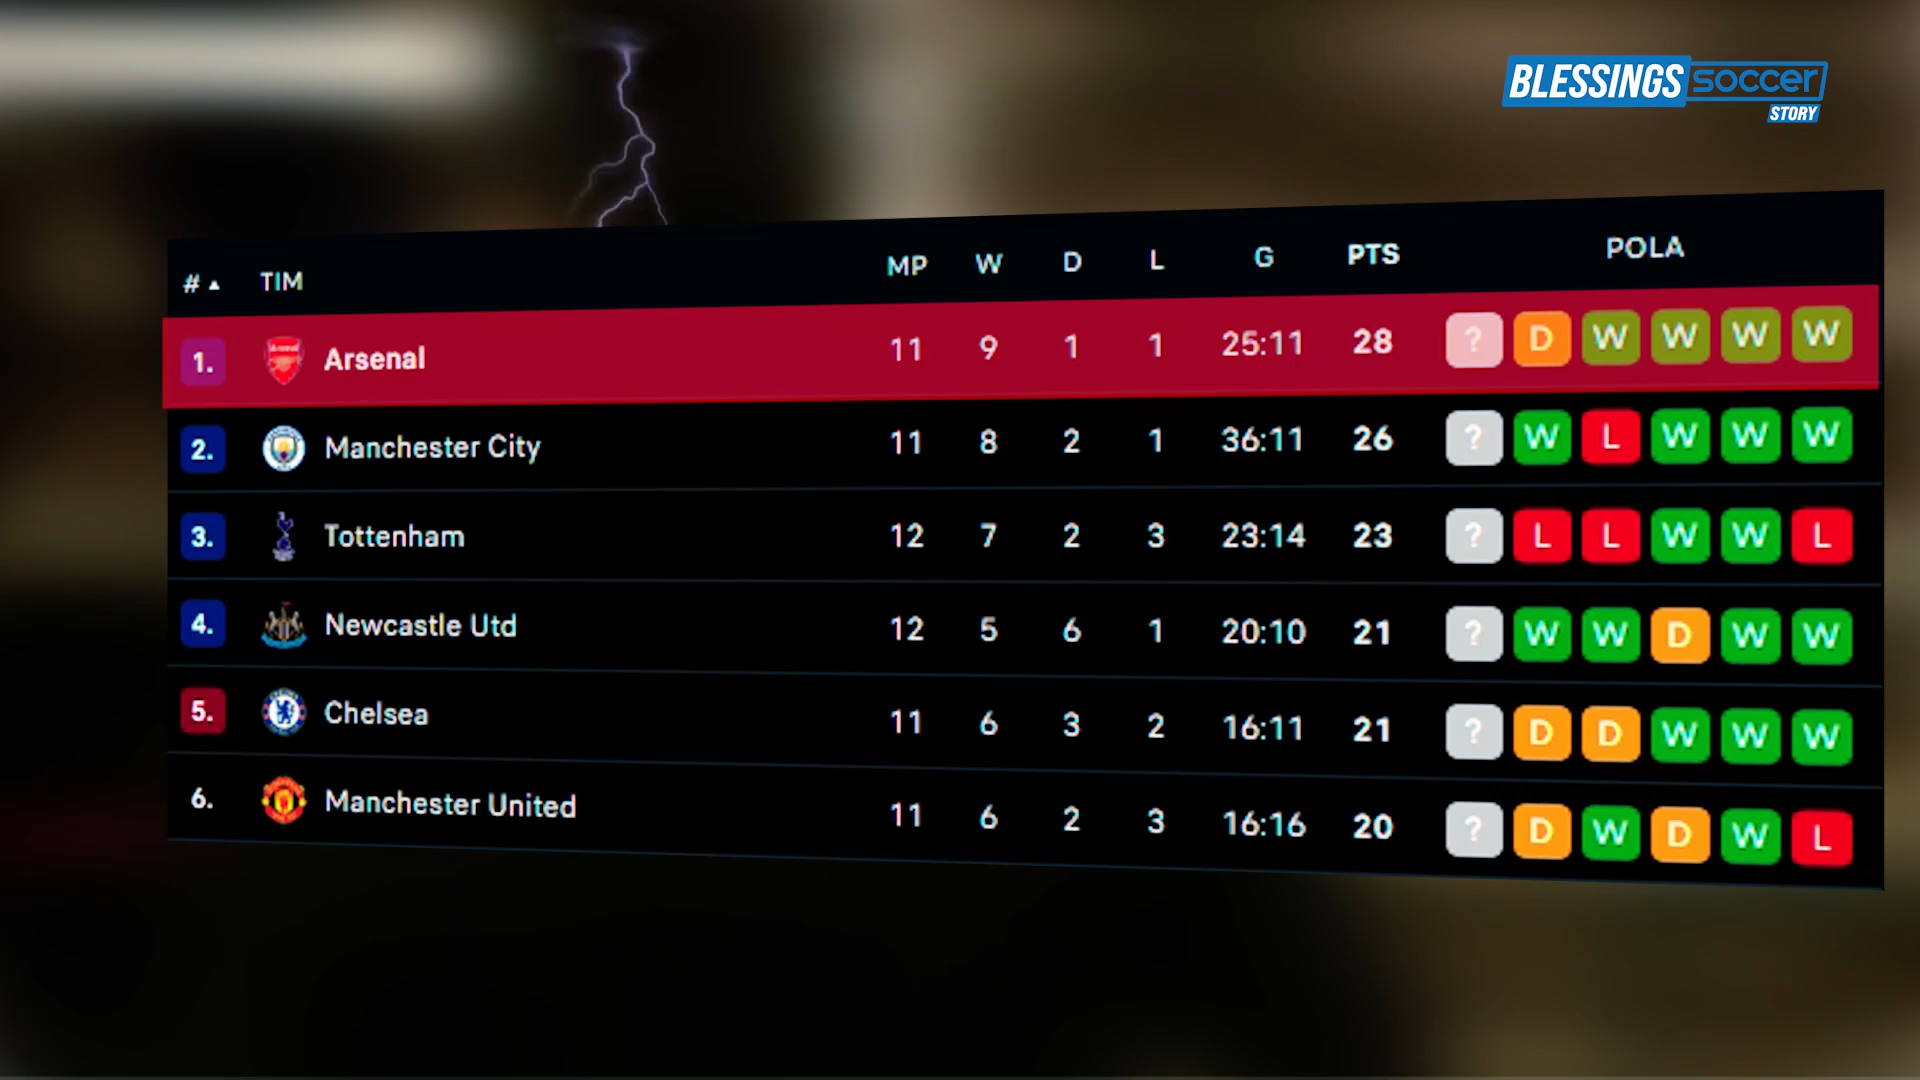 BLESSINGS soccer
STORY
# ▲ TIM MP W D L G PTS POLA
1. Arsenal 11 9 1 1 25:11 28 ? D W W W W
2. Manchester City 11 8 2 1 36:11 26 ? W L W W W
3. Tottenham 12 7 2 3 23:14 23 ? L L W W L
4. Newcastle Utd 12 5 6 1 20:10 21 ? W W D W W
5. Chelsea 11 6 3 2 16:11 21 ? D D W W W
6. Manchester United 11 6 2 3 16:16 20 ? D W D W L